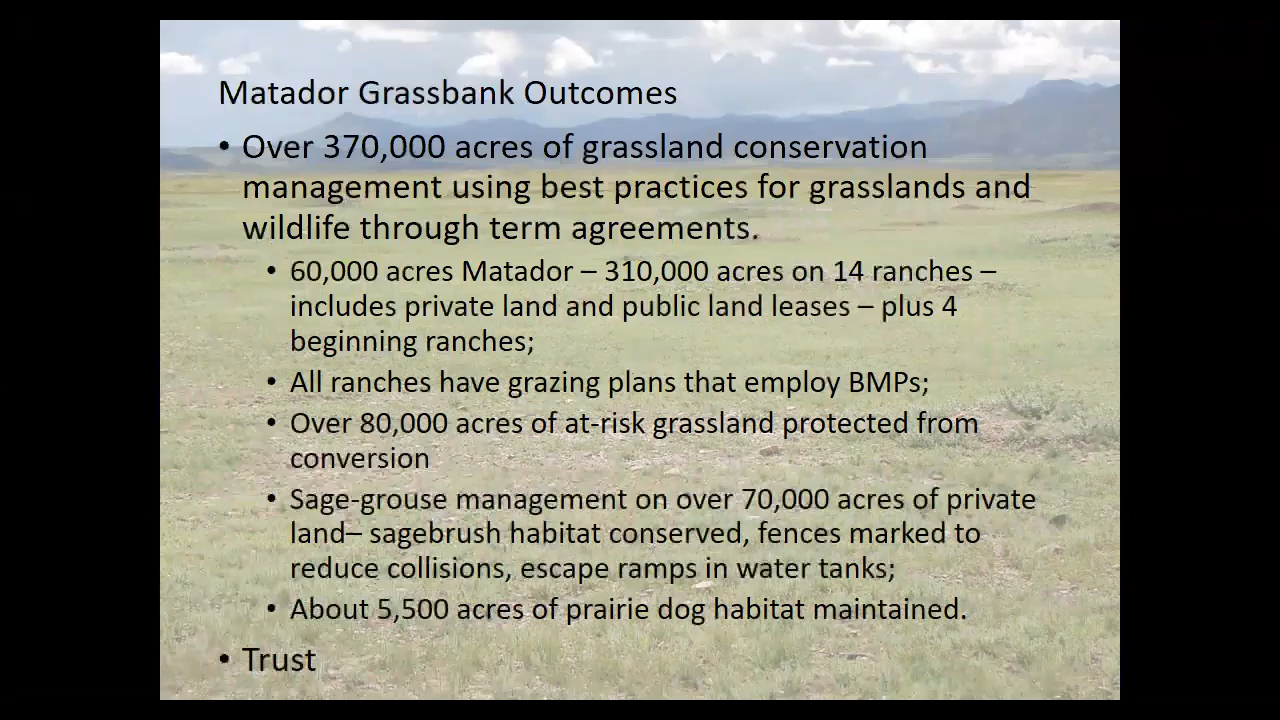 Matador Grassbank Outcomes
• Over 370,000 acres of grassland conservation
management using best practices for grasslands and
wildlife through term agreements.
• 60,000 acres Matador – 310,000 acres on 14 ranches –
includes private land and public land leases – plus 4
beginning ranches;
• All ranches have grazing plans that employ BMPs;
• Over 80,000 acres of at-risk grassland protected from
conversion
• Sage-grouse management on over 70,000 acres of private
land– sagebrush habitat conserved, fences marked to
reduce collisions, escape ramps in water tanks;
• About 5,500 acres of prairie dog habitat maintained.
• Trust